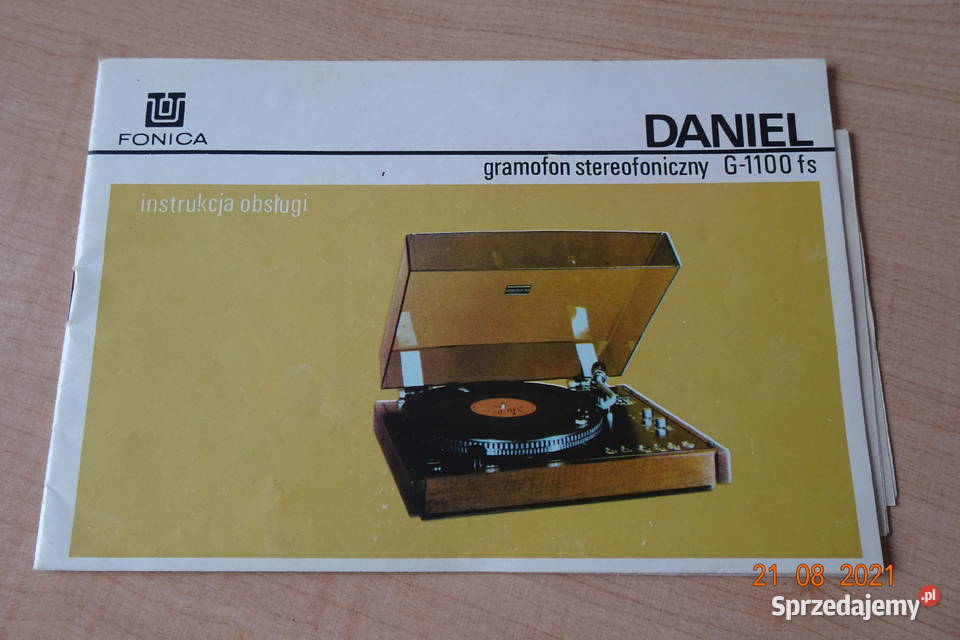 FONICA
DANIEL
gramofon stereofoniczny G-1100 fs
instrukcja obsługi
21 08 2021
Sprzedajemy.pl